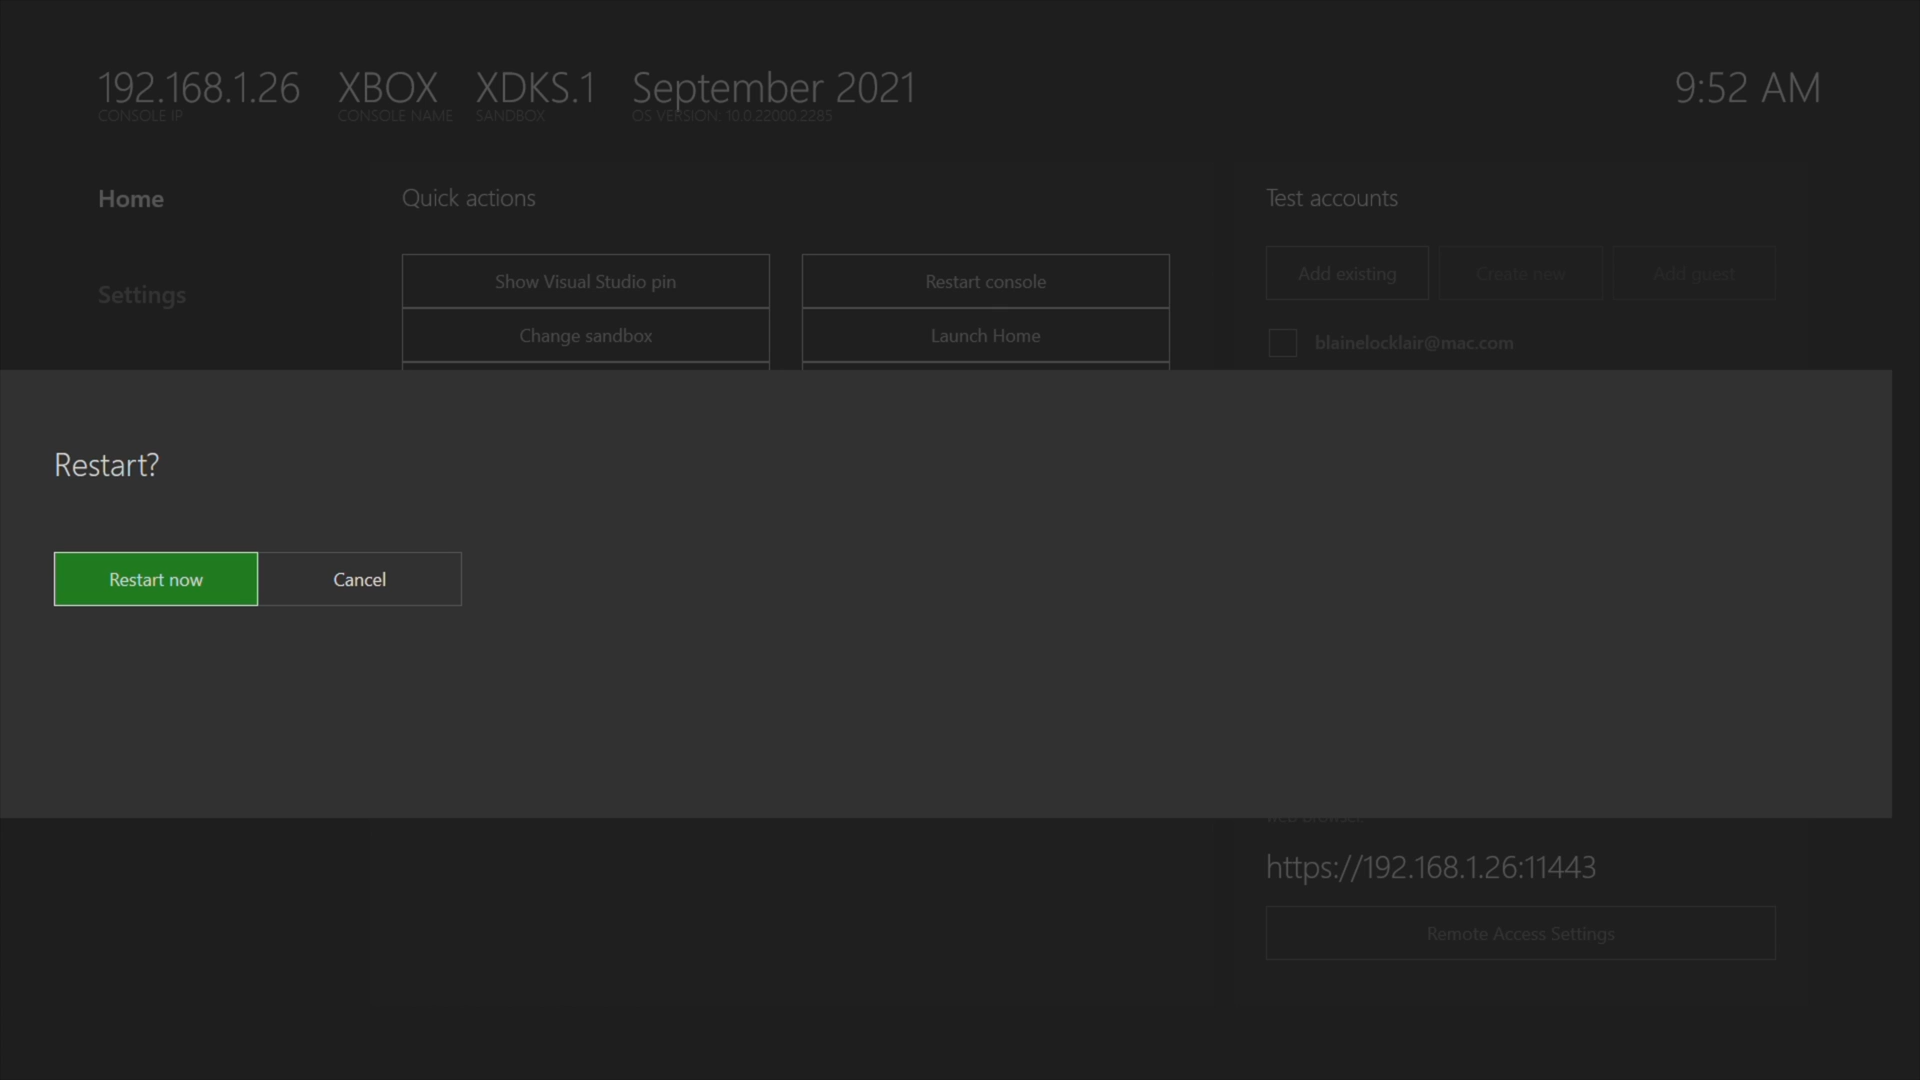 192.168.1.26 XBOX XDKS.1 September 2021 9:52 AM
CONSOLE IP CONSOLE NAME SANDBOX OS VERSION: 10.0.22000.2285
Home
Settings
Quick actions
Show Visual Studio pin
Restart console
Change sandbox
Launch Home
Test accounts
Add existing
Create new
Add guest
blainelocklair@mac.com
Restart?
Restart now
Cancel
web browser.
https://192.168.1.26:11443
Remote Access Settings